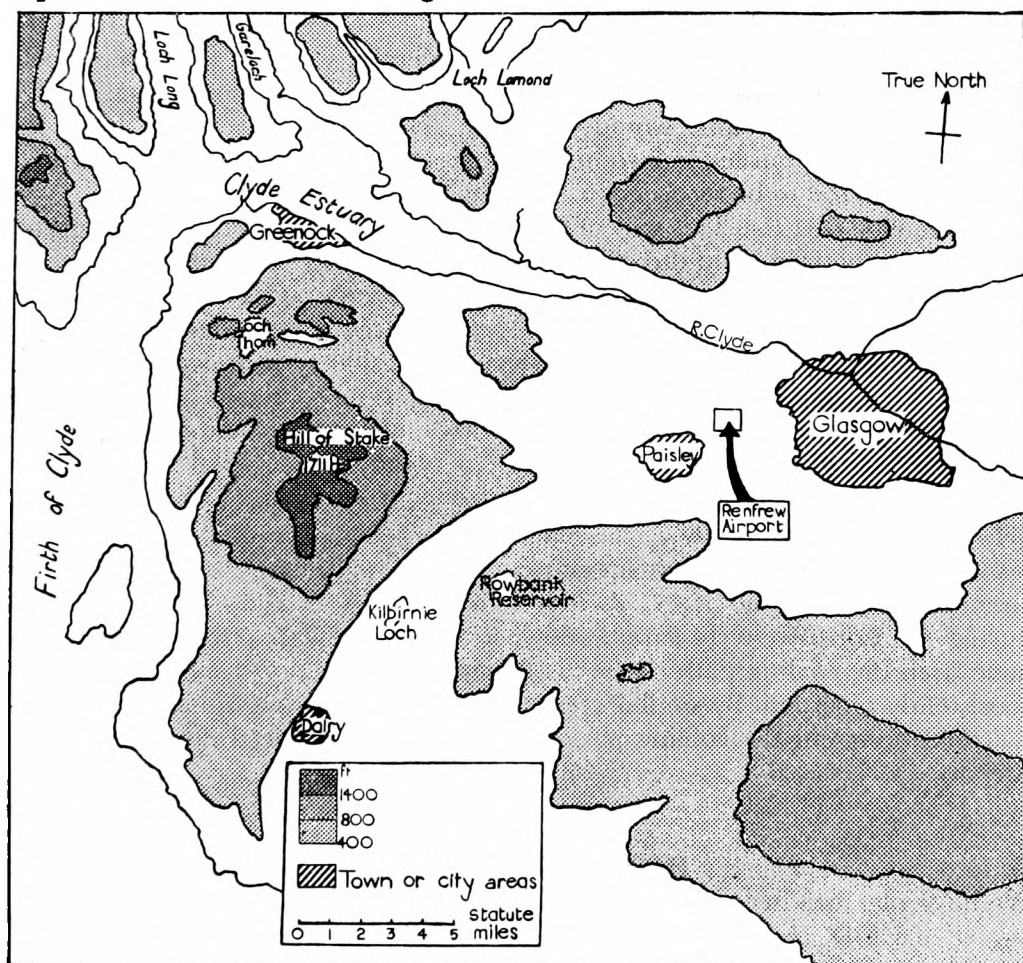 Loch Long
Gareloch
Loch Lamond
True North
Clyde Estuary
Greenock
Loch
Thom
R.Clyde
Hill of Stake
1711 Ft
Paisley
Glasgow
Renfrew
Airport
Firth of Clyde
Rowbank
Reservoir
Kilbirnie
Loch
Dalry
ft
1400
800
400
Town or city areas
0 1 2 3 4 5
statute
miles